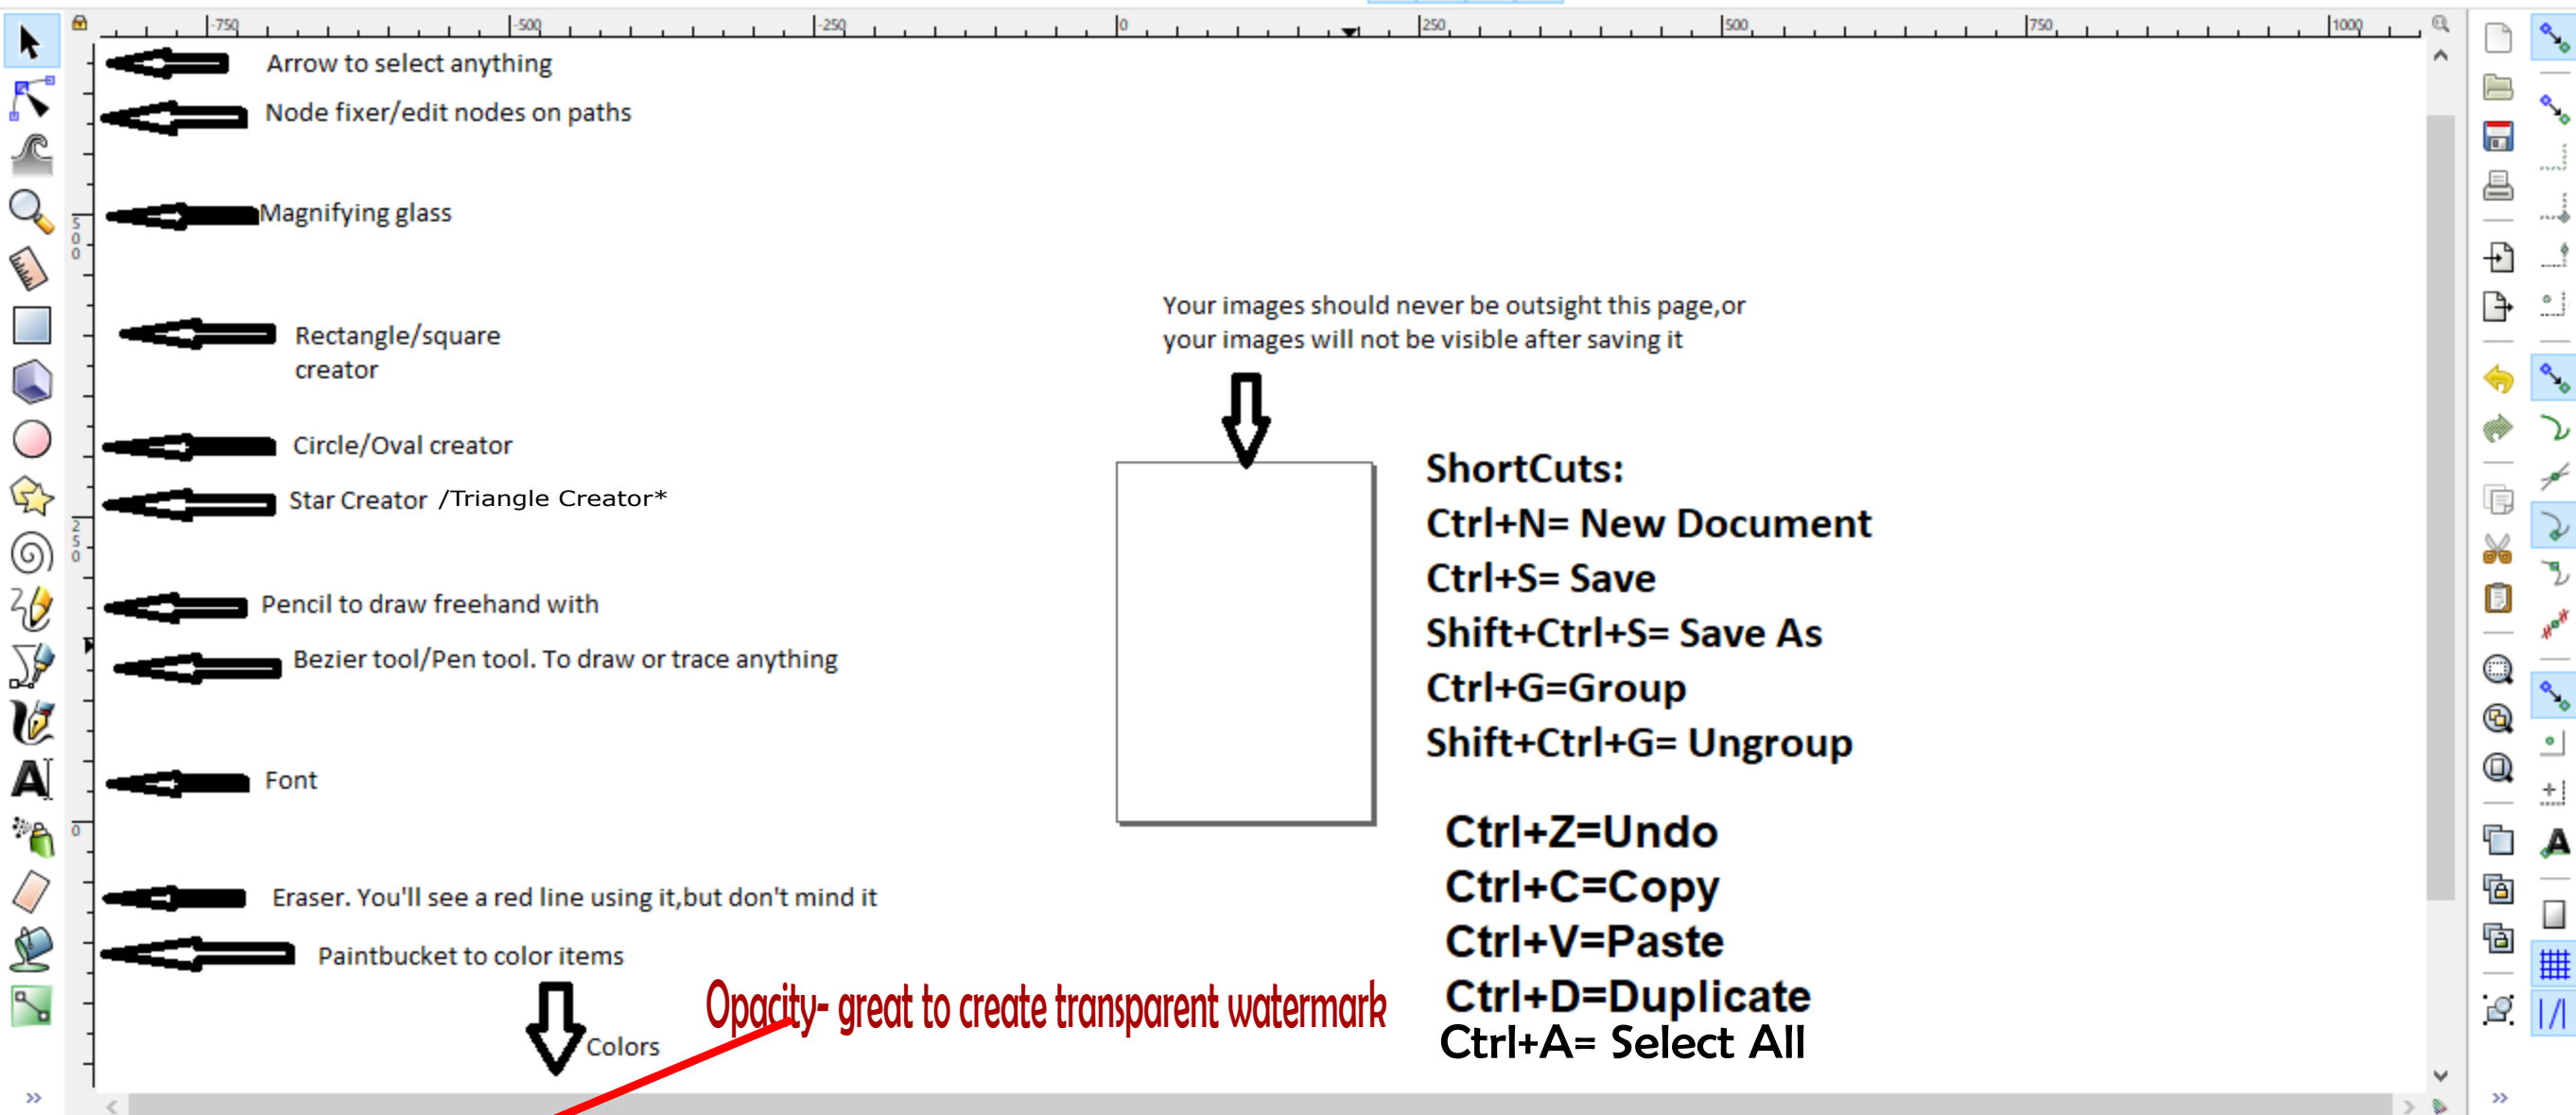 -750 -500 -250 0 250 500 750 1000
Arrow to select anything
Node fixer/edit nodes on paths
Magnifying glass
500
Your images should never be outsight this page,or
your images will not be visible after saving it
Rectangle/square
creator
Circle/Oval creator
Star Creator /Triangle Creator*
250
Pencil to draw freehand with
Bezier tool/Pen tool. To draw or trace anything
Font
0
Eraser. You'll see a red line using it,but don't mind it
Paintbucket to color items
Colors
Opacity- great to create transparent watermark
ShortCuts:
Ctrl+N= New Document
Ctrl+S= Save
Shift+Ctrl+S= Save As
Ctrl+G=Group
Shift+Ctrl+G= Ungroup
Ctrl+Z=Undo
Ctrl+C=Copy
Ctrl+V=Paste
Ctrl+D=Duplicate
Ctrl+A= Select All